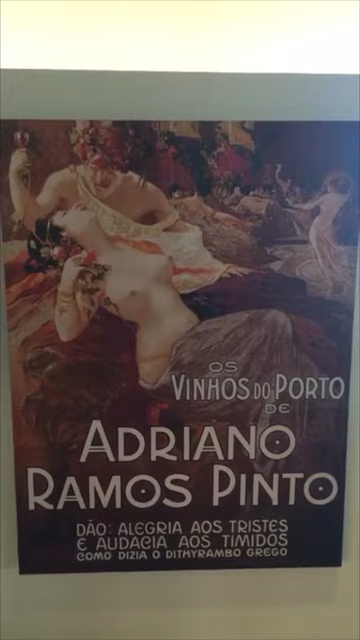 OS
VINHOS DO PORTO
DE
ADRIANO
RAMOS PINTO
DÃO: ALEGRIA AOS TRISTES
E AUDACIA AOS TIMIDOS
COMO DIZIA O DITHYRAMBO GREGO